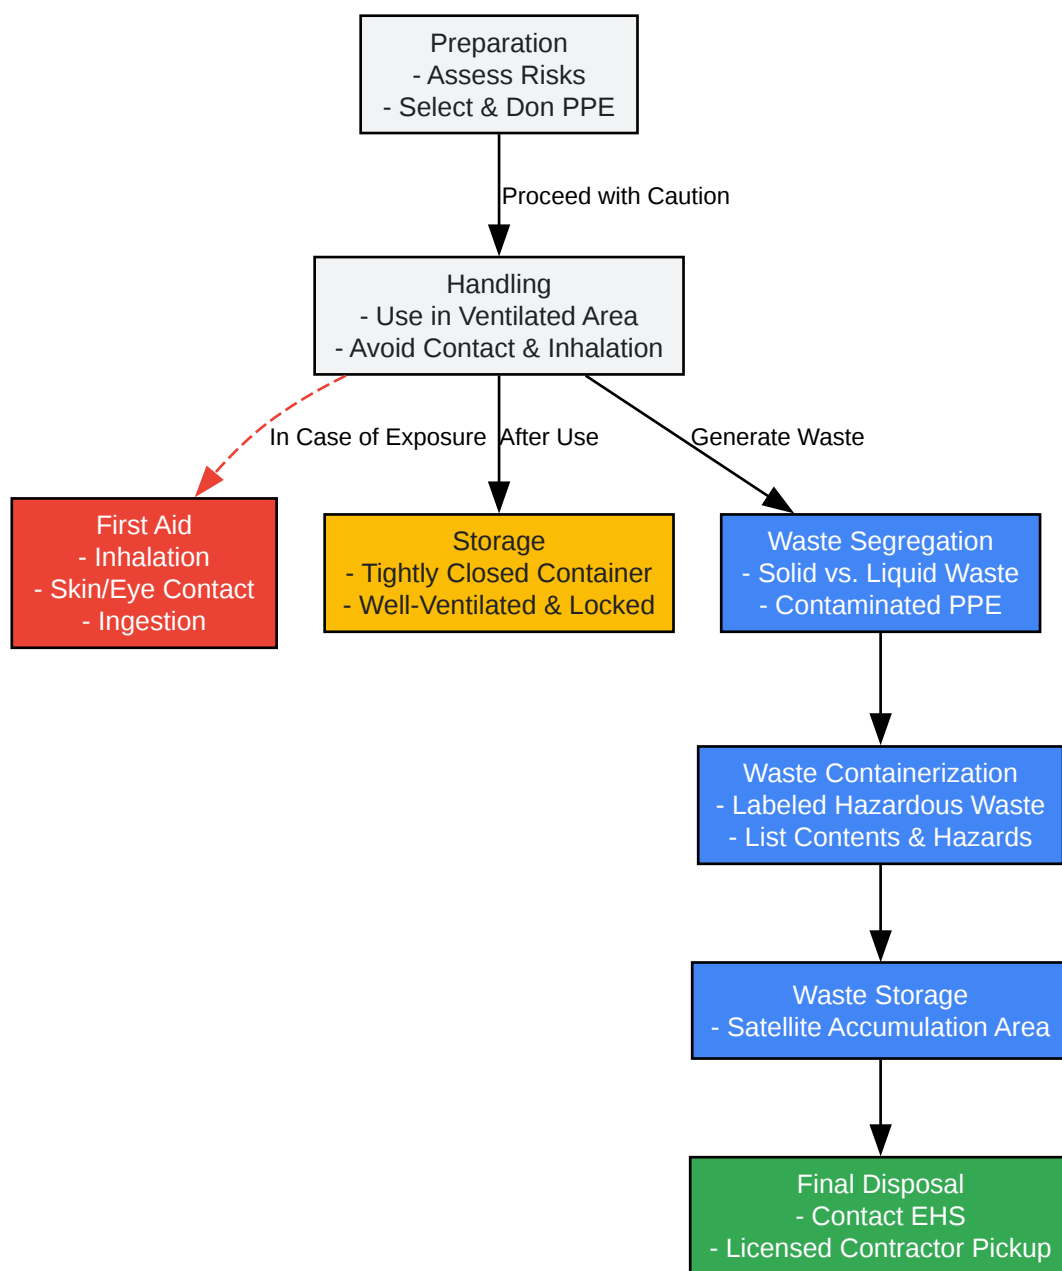 Preparation
- Assess Risks
- Select & Don PPE
Proceed with Caution
Handling
- Use in Ventilated Area
- Avoid Contact & Inhalation
In Case of Exposure
After Use
Generate Waste
First Aid
- Inhalation
- Skin/Eye Contact
- Ingestion
Storage
- Tightly Closed Container
- Well-Ventilated & Locked
Waste Segregation
- Solid vs. Liquid Waste
- Contaminated PPE
Waste Containerization
- Labeled Hazardous Waste
- List Contents & Hazards
Waste Storage
- Satellite Accumulation Area
Final Disposal
- Contact EHS
- Licensed Contractor Pickup